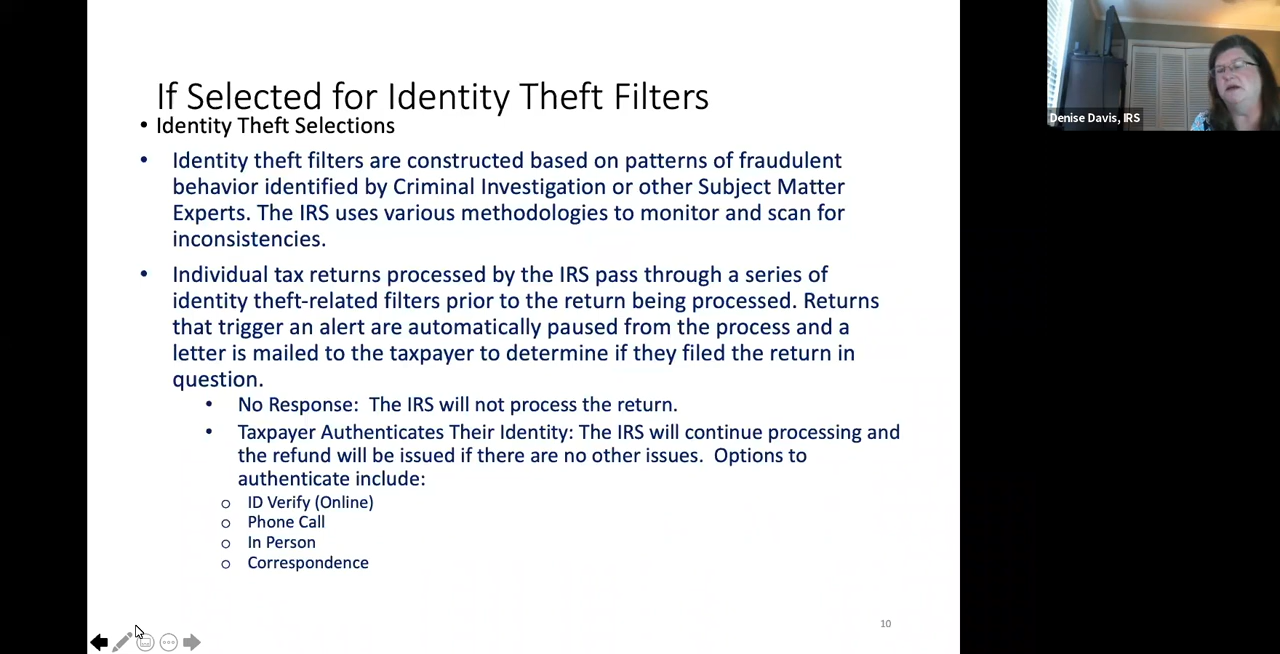 If Selected for Identity Theft Filters
• Identity Theft Selections
• Identity theft filters are constructed based on patterns of fraudulent
behavior identified by Criminal Investigation or other Subject Matter
Experts. The IRS uses various methodologies to monitor and scan for
inconsistencies.
• Individual tax returns processed by the IRS pass through a series of
identity theft-related filters prior to the return being processed. Returns
that trigger an alert are automatically paused from the process and a
letter is mailed to the taxpayer to determine if they filed the return in
question.
• No Response: The IRS will not process the return.
• Taxpayer Authenticates Their Identity: The IRS will continue processing and
the refund will be issued if there are no other issues. Options to
authenticate include:
o ID Verify (Online)
o Phone Call
o In Person
o Correspondence
10
Denise Davis, IRS